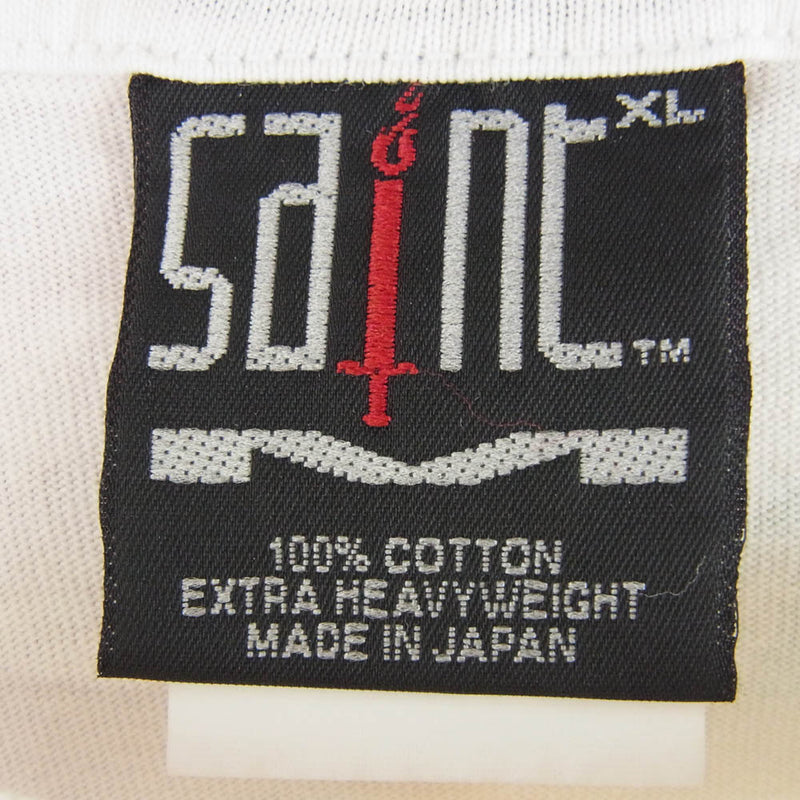 saint XL
TM
M
100% COTTON
EXTRA HEAVYWEIGHT
MADE IN JAPAN